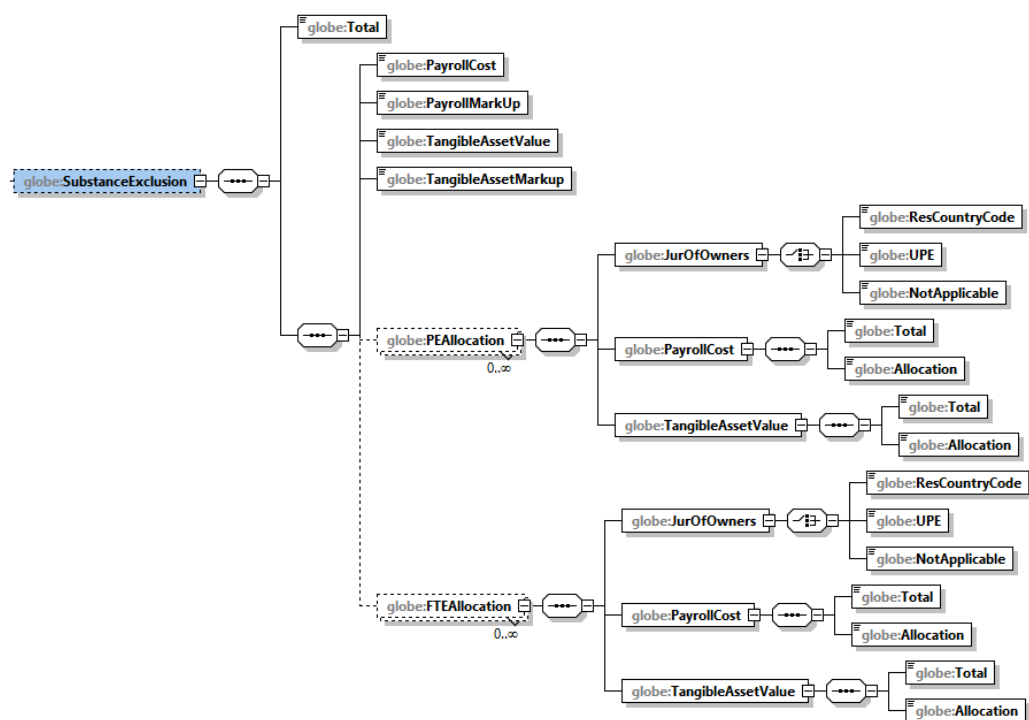 globe:Total
globe:PayrollCost
globe:PayrollMarkUp
globe:TangibleAssetValue
globe:TangibleAssetMarkup
globe:SubstanceExclusion
globe:ResCountryCode
globe:JurOfOwners
globe:UPE
globe:NotApplicable
globe:PEAllocation
0..∞
globe:PayrollCost
globe:Total
globe:Allocation
globe:TangibleAssetValue
globe:Total
globe:Allocation
globe:ResCountryCode
globe:JurOfOwners
globe:UPE
globe:NotApplicable
globe:FTEAllocation
0..∞
globe:PayrollCost
globe:Total
globe:Allocation
globe:TangibleAssetValue
globe:Total
globe:Allocation